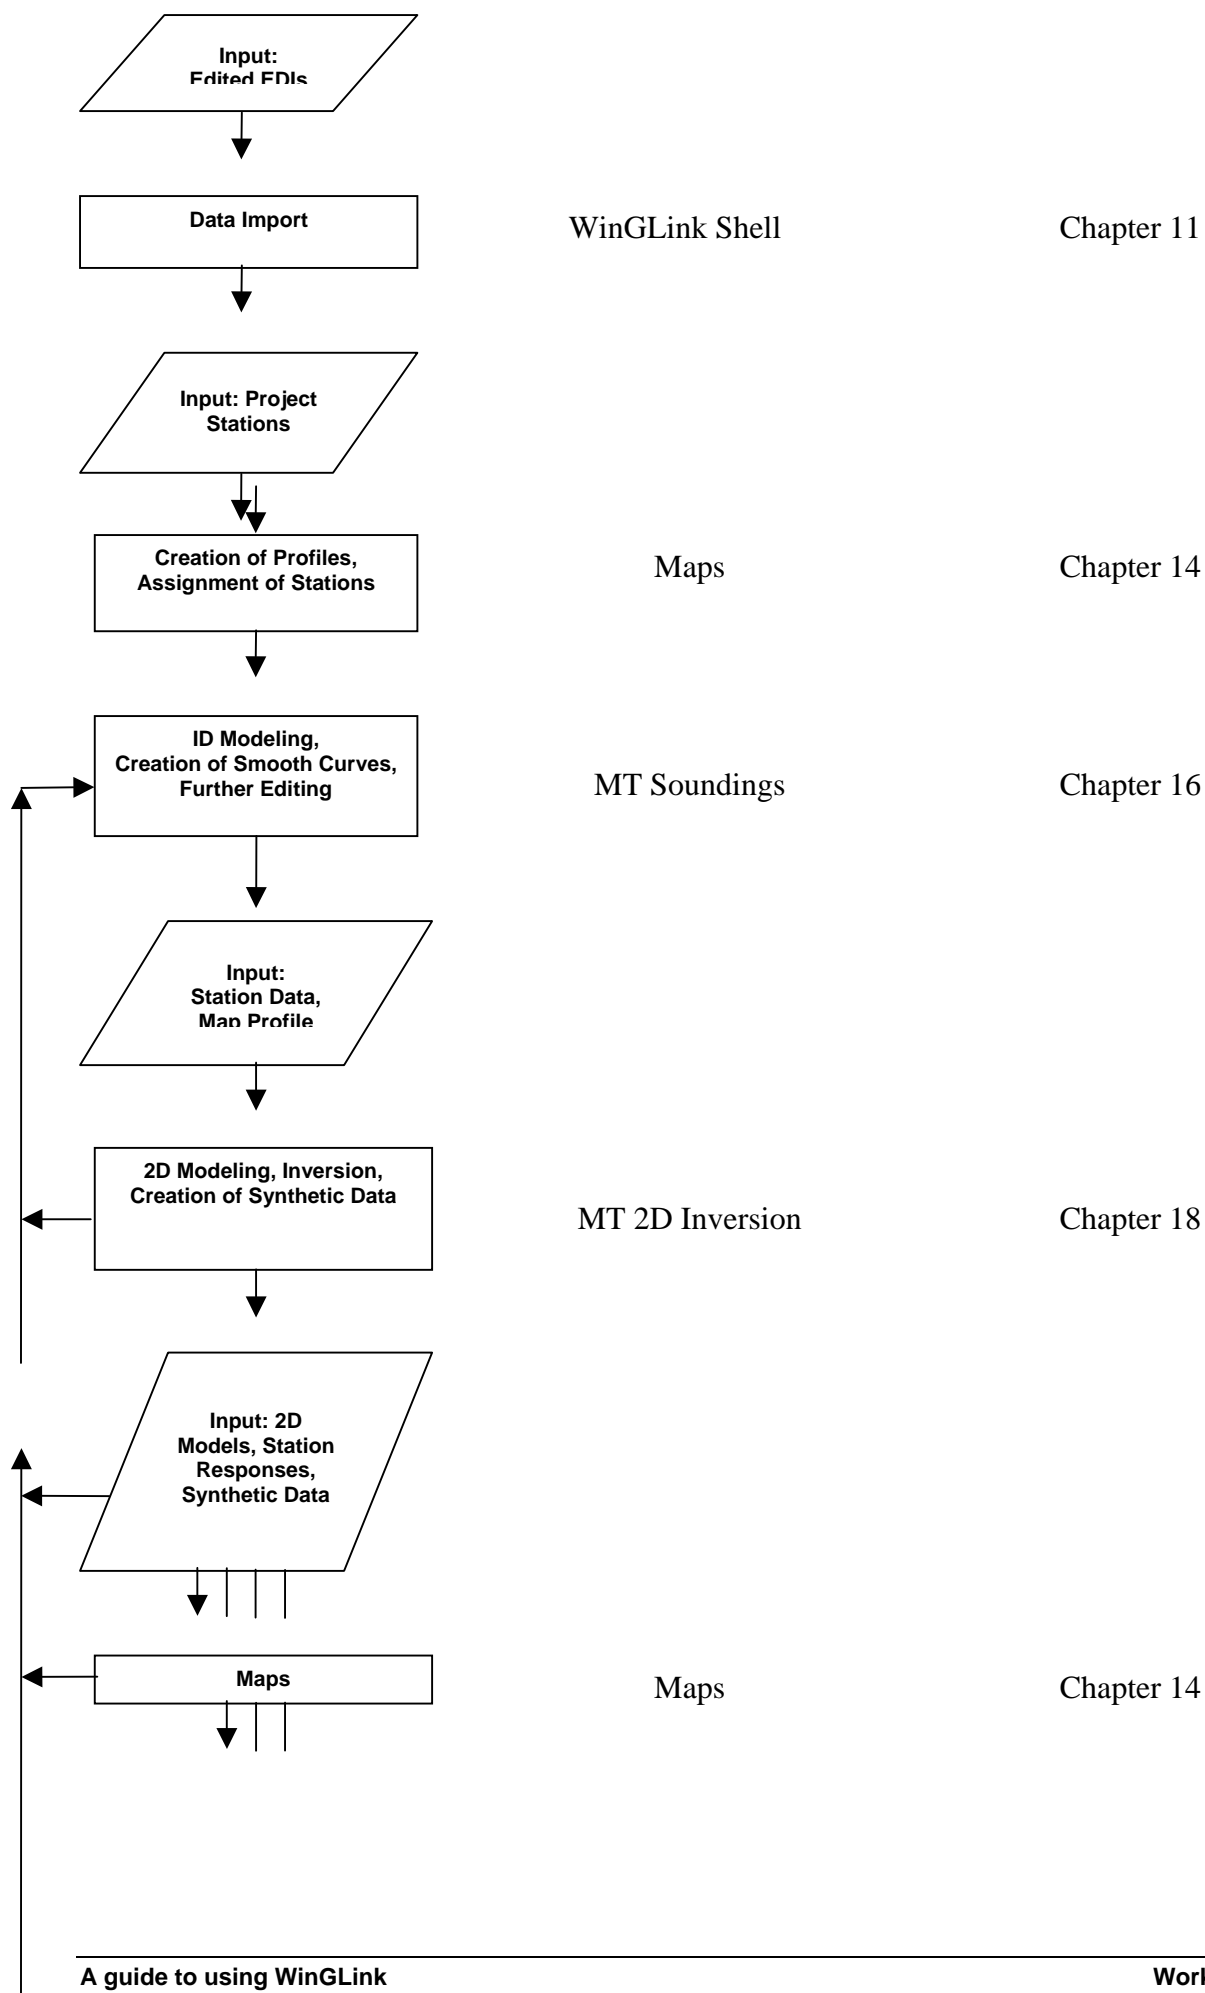 Input:
Edited EDIs
Data Import
WinGLink Shell
Chapter 11
Input: Project
Stations
Creation of Profiles,
Assignment of Stations
Maps
Chapter 14
ID Modeling,
Creation of Smooth Curves,
Further Editing
MT Soundings
Chapter 16
Input:
Station Data,
Map Profile
2D Modeling, Inversion,
Creation of Synthetic Data
MT 2D Inversion
Chapter 18
Input: 2D
Models, Station
Responses,
Synthetic Data
Maps
Maps
Chapter 14
A guide to using WinGLink
Work